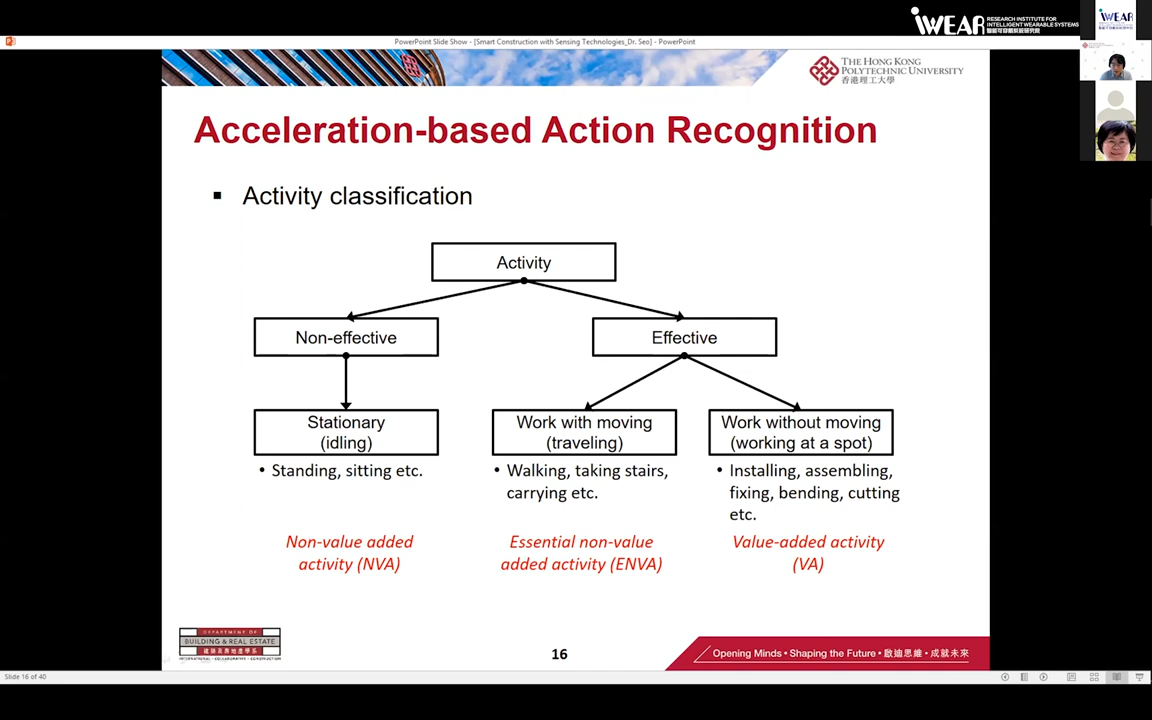 iWEAR RESEARCH INSTITUTE FOR
INTELLIGENT WEARABLE SYSTEMS
智能可穿戴系統研究院
iWEAR
PowerPoint Slide Show - [Smart Construction with Sensing Technologies_Dr. Seo] - PowerPoint
THE HONG KONG
POLYTECHNIC UNIVERSITY
香港理工大學
Acceleration-based Action Recognition
▪ Activity classification
Activity
Non-effective
Effective
Stationary
(idling)
Work with moving
(traveling)
Work without moving
(working at a spot)
• Standing, sitting etc.
• Walking, taking stairs,
carrying etc.
• Installing, assembling,
fixing, bending, cutting
etc.
Non-value added
activity (NVA)
Essential non-value
added activity (ENVA)
Value-added activity
(VA)
DEPARTMENT OF
BUILDING & REAL ESTATE
建築及房地產學系
INTERNATIONAL · COLLABORATIVE · CONSTRUCTION
16
Opening Minds • Shaping the Future • 啟迪思維 • 成就未來
Slide 16 of 40